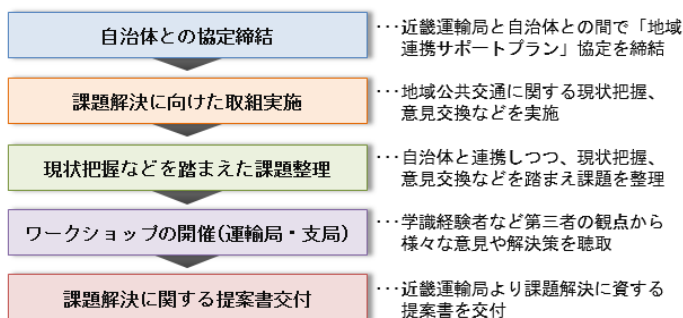 自治体との協定締結
･･･近畿運輸局と自治体との間で「地域
連携サポートプラン」協定を締結
課題解決に向けた取組実施
･･･地域公共交通に関する現状把握、
意見交換などを実施
現状把握などを踏まえた課題整理
･･･自治体と連携しつつ、現状把握、
意見交換などを踏まえ課題を整理
ワークショップの開催(運輸局・支局)
･･･学識経験者など第三者の観点から
様々な意見や解決策を聴取
課題解決に関する提案書交付
･･･近畿運輸局より課題解決に資する
提案書を交付